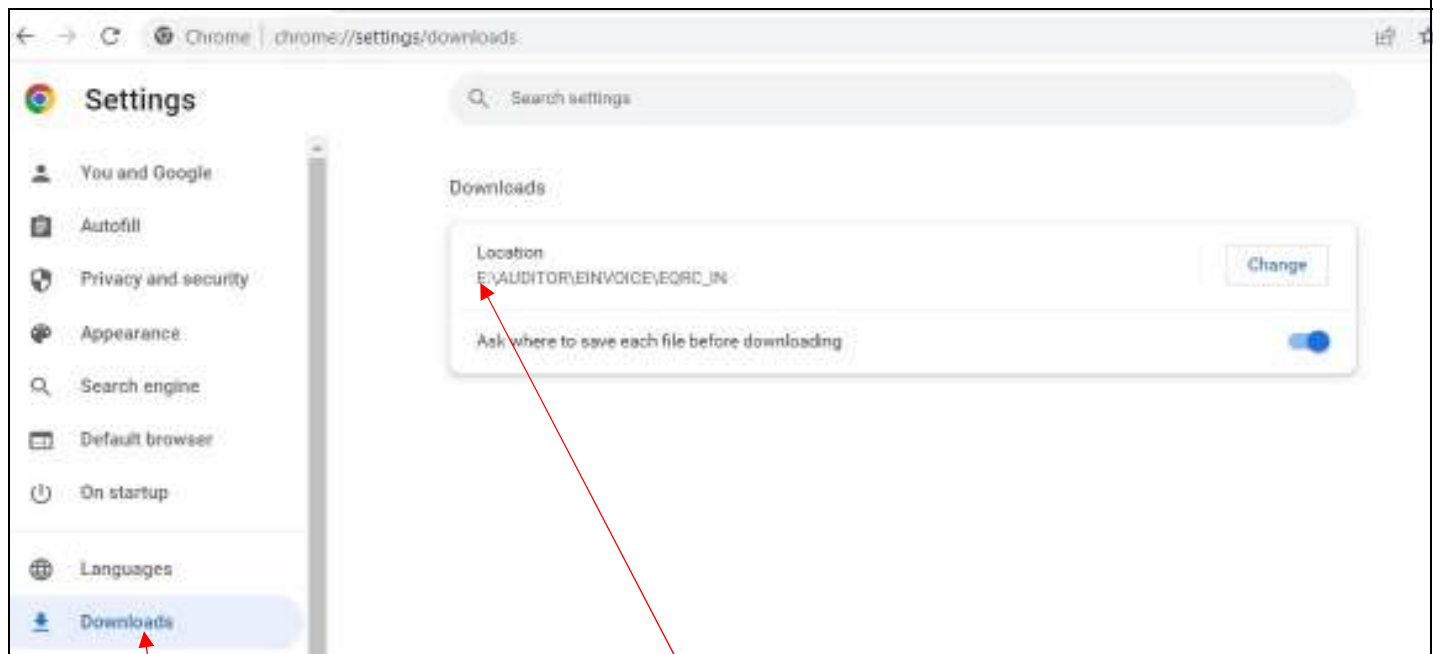 Chrome | chrome://settings/downloads
Settings
Search settings
You and Google
Autofill
Privacy and security
Appearance
Search engine
Default browser
On startup
Languages
Downloads
Downloads
Location
E:\AUDITOR\EINVOICE\EQRC_IN
Change
Ask where to save each file before downloading